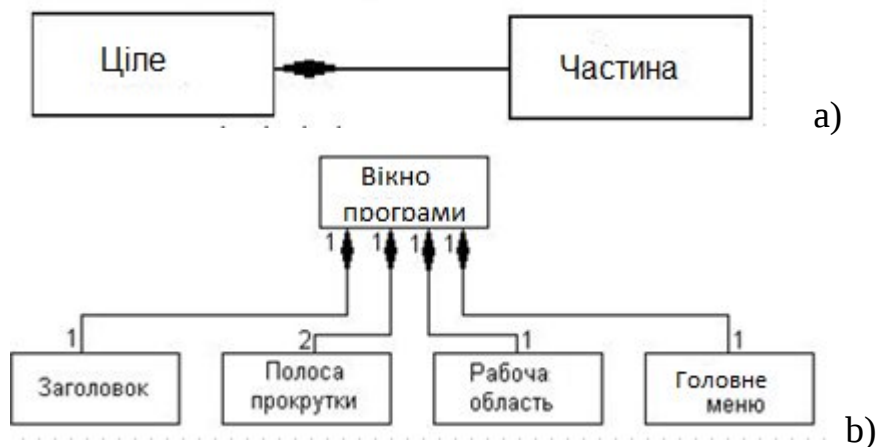 Ціле
Частина
a)
Вікно
програми
1 1 1 1
1 2 1 1
Заголовок
Полоса
прокрутки
Рабоча
область
Головне
меню
b)